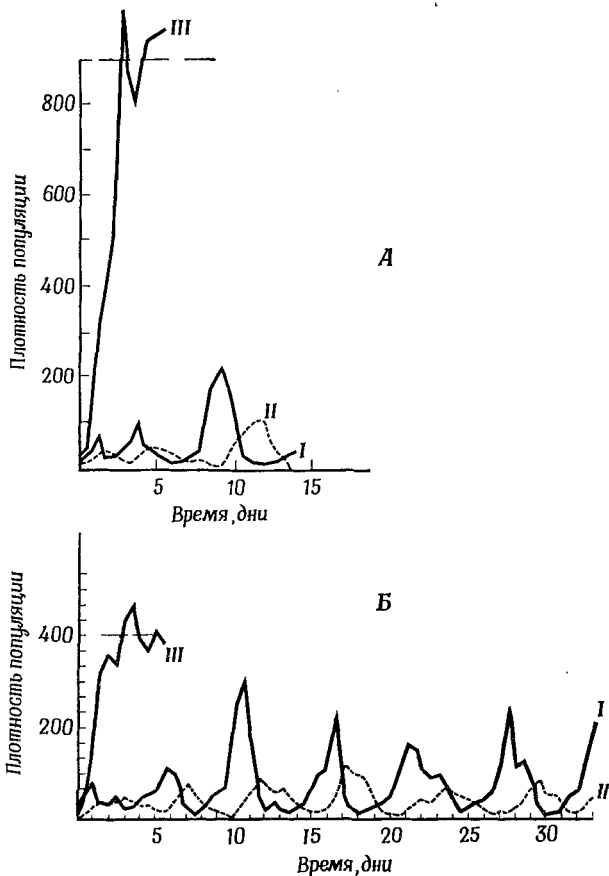 III
800
600
400
200
Плотность популяции
А
II
I
5
10
15
Время, дни
Б
400
200
Плотность популяции
III
I
II
5
10
15
20
25
30
Время, дни